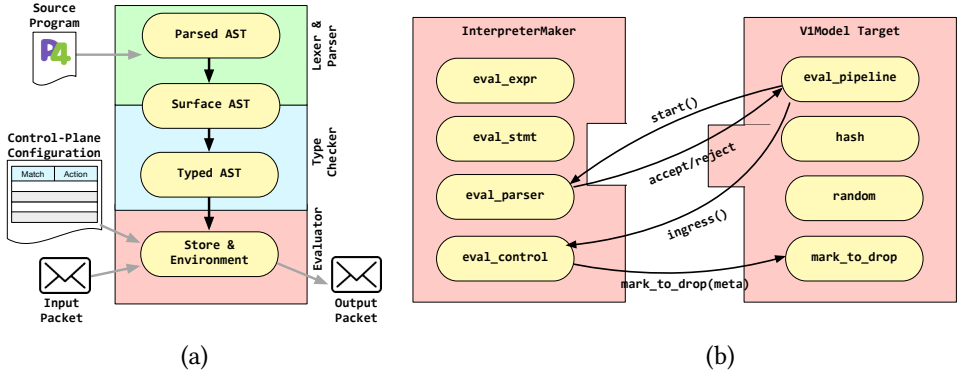 Source
Program
P4
Parsed AST
Lexer &
Parser
Surface AST
Control-Plane
Configuration
Match Action
Type
Checker
Typed AST
Store &
Environment
Evaluator
Input
Packet
Output
Packet
(a)
InterpreterMaker
eval_expr
eval_stmt
eval_parser
eval_control
start()
accept/reject
ingress()
mark_to_drop(meta)
V1Model Target
eval_pipeline
hash
random
mark_to_drop
(b)